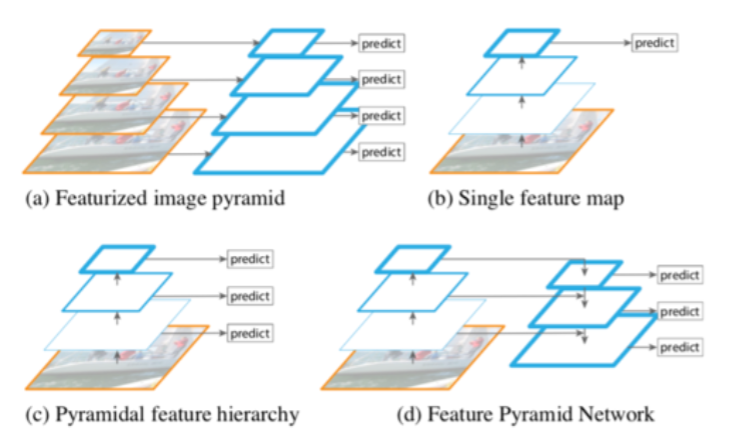 predict
predict
predict
predict
predict
(a) Featurized image pyramid
(b) Single feature map
predict
predict
predict
predict
predict
predict
(c) Pyramidal feature hierarchy
(d) Feature Pyramid Network